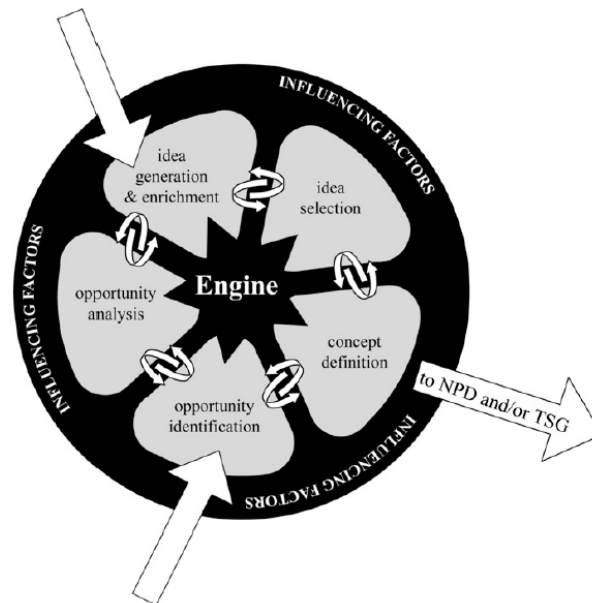 INFLUENCING FACTORS
idea
generation
& enrichment
idea
selection
INFLUENCING FACTORS
Engine
opportunity
analysis
concept
definition
to NPD and/or TSG
opportunity
identification
INFLUENCING FACTORS